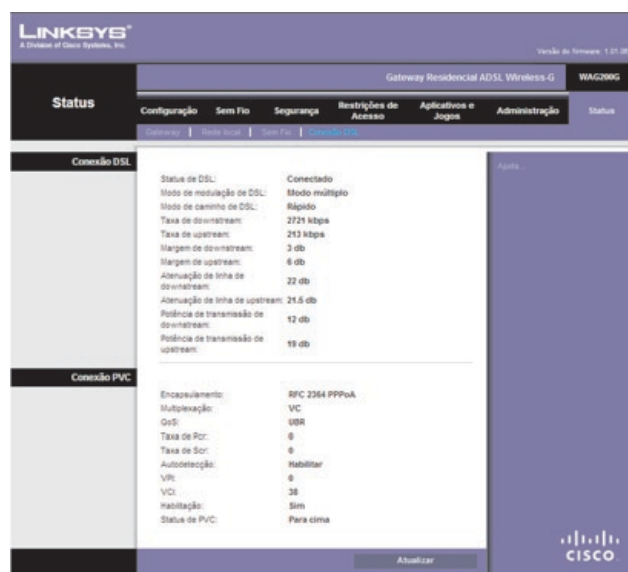 LINKSYS®
A Division of Cisco Systems, Inc.
Versão do firmware: 1.01.08
Gateway Residencial ADSL Wireless-G
WAG200G
Status
Configuração
Sem Fio
Segurança
Restrições de Acesso
Aplicativos e Jogos
Administração
Status
Gateway | Rede local | Sem Fio | Conexão DSL
Conexão DSL
Ajuda...
Status de DSL: Conectado
Modo de modulação de DSL: Modo múltiplo
Modo de caminho de DSL: Rápido
Taxa de downstream: 2721 kbps
Taxa de upstream: 213 kbps
Margem de downstream: 3 db
Margem de upstream: 6 db
Atenuação de linha de downstream: 22 db
Atenuação de linha de upstream: 21.5 db
Potência de transmissão de downstream: 12 db
Potência de transmissão de upstream: 19 db
Conexão PVC
Encapsulamento: RFC 2364 PPPoA
Multiplexação: VC
QoS: UBR
Taxa de Pcr: 0
Taxa de Scr: 0
Autodetecção: Habilitar
VPI: 0
VCI: 38
Habilitação: Sim
Status de PVC: Para cima
Atualizar
CISCO